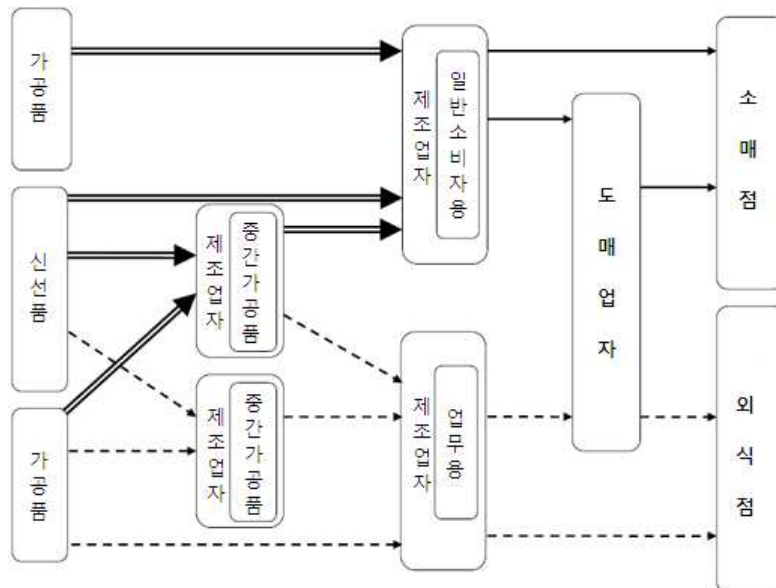 가공품
신선품
가공품
제조업자
중간가공품
제조업자
중간가공품
제조업자
일반소비자용
제조업자
업무용
도매업자
소매점
외식점